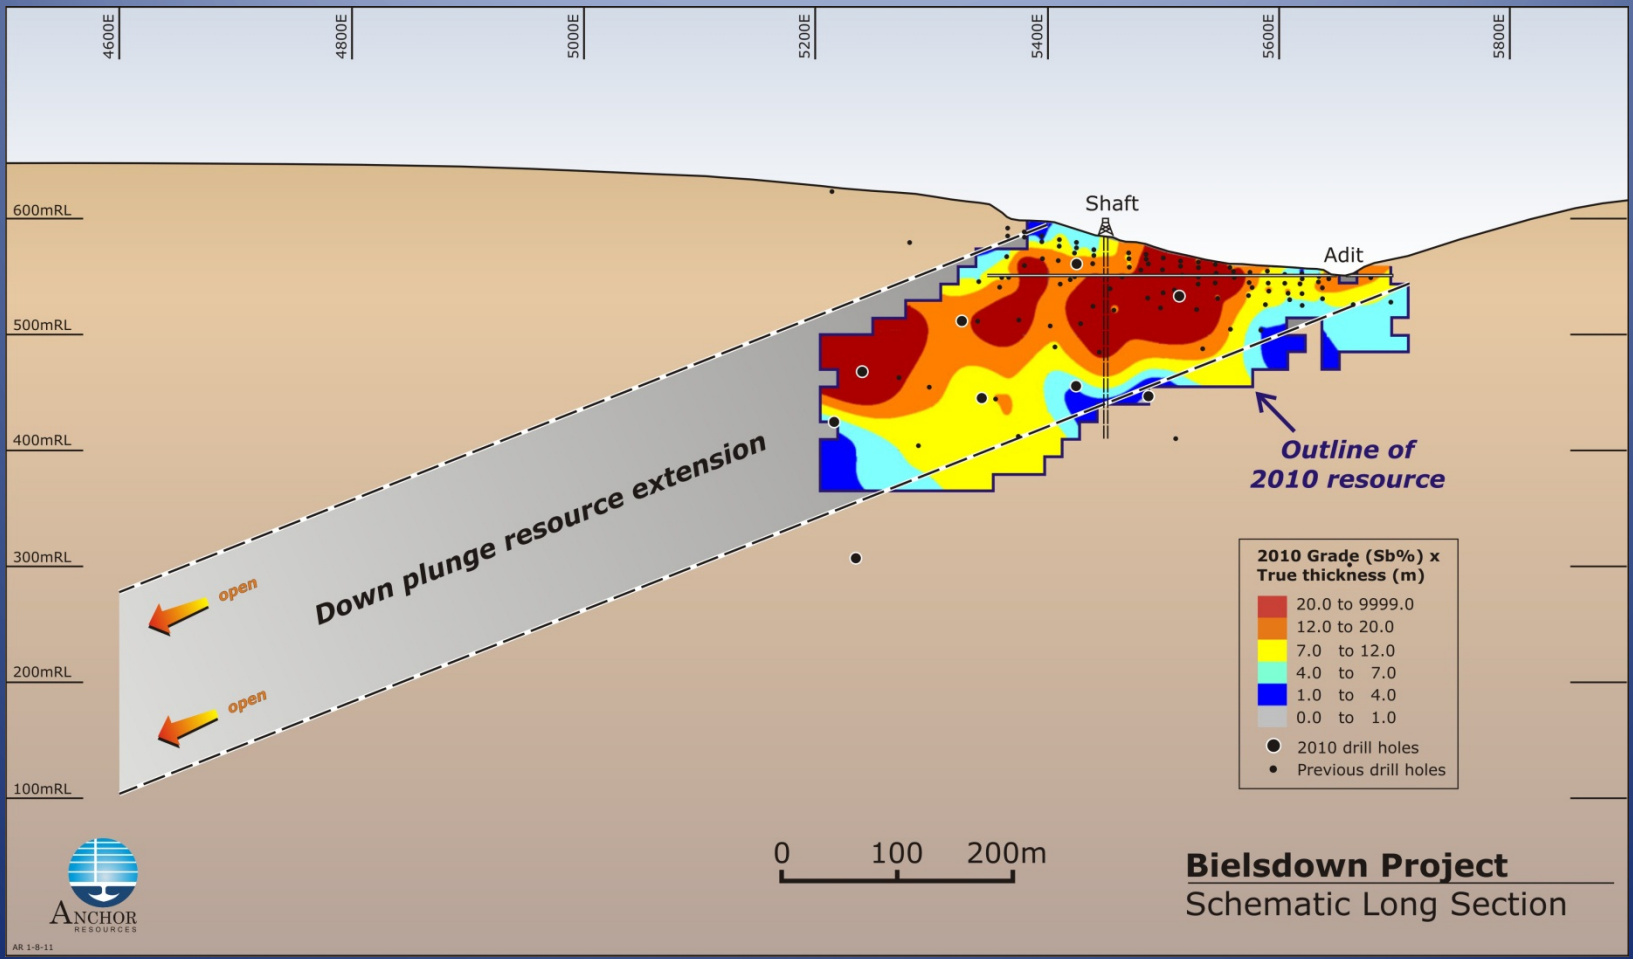 4600E
4800E
5000E
5200E
5400E
5600E
5800E
Shaft
Adit
600mRL
500mRL
400mRL
300mRL
200mRL
100mRL
Down plunge resource extension
open
open
Outline of
2010 resource
2010 Grade (Sb%) x
True thickness (m)
20.0 to 9999.0
12.0 to 20.0
7.0 to 12.0
4.0 to 7.0
1.0 to 4.0
0.0 to 1.0
2010 drill holes
Previous drill holes
0 100 200m
Bielsdown Project
Schematic Long Section
ANCHOR
RESOURCES
AR 1-8-11